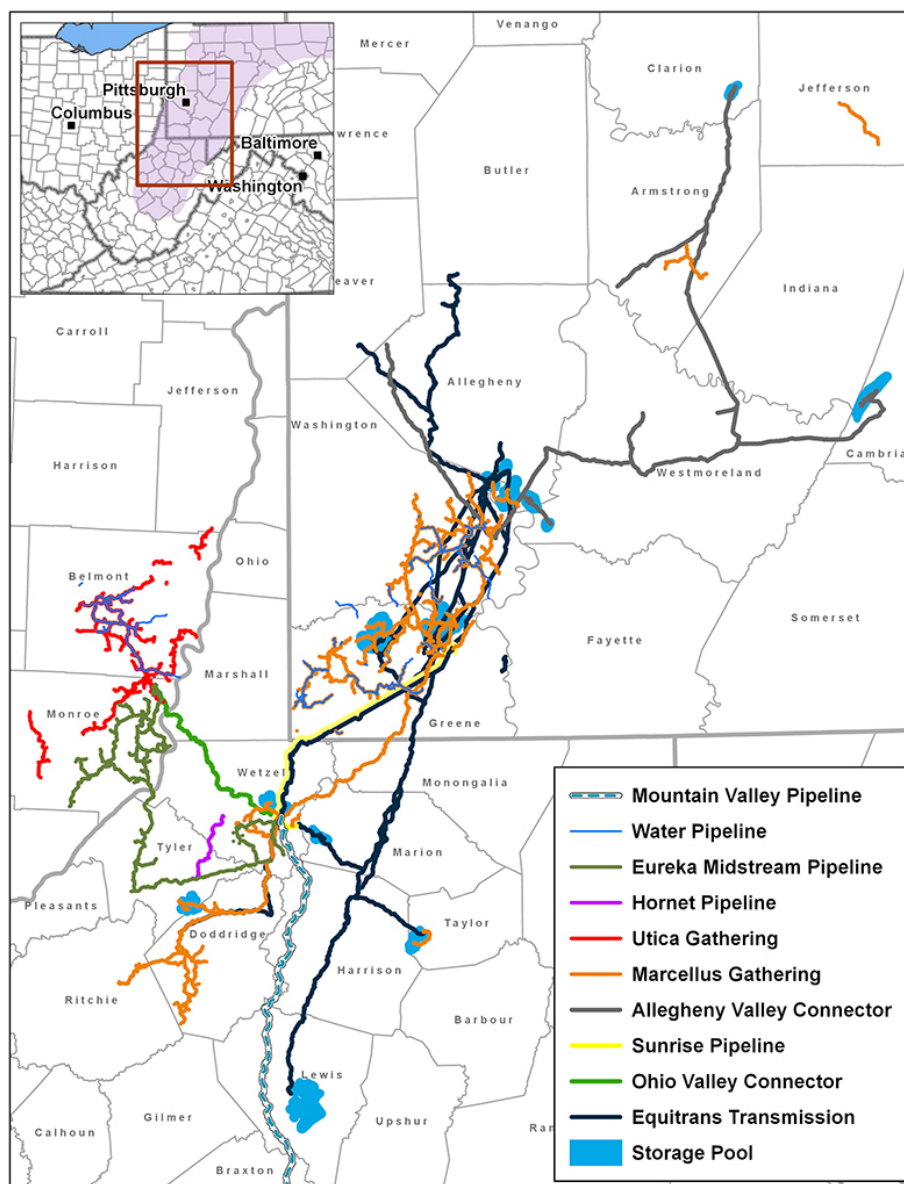 Venango
Mercer
Clarion
Jefferson
Pittsburgh
Columbus
Baltimore
Washington
wrence
Butler
Armstrong
eaver
Indiana
Carroll
Jefferson
Allegheny
Washington
Harrison
Westmoreland
Cambria
Ohio
Belmont
Somerset
Fayette
Marshall
Monroe
Greene
Wetzel
Monongalia
Tyler
Marion
Pleasants
Taylor
Doddridge
Harrison
Ritchie
Barbour
Lewis
Gilmer
Upshur
Ran
Calhoun
Braxton
Mountain Valley Pipeline
Water Pipeline
Eureka Midstream Pipeline
Hornet Pipeline
Utica Gathering
Marcellus Gathering
Allegheny Valley Connector
Sunrise Pipeline
Ohio Valley Connector
Equitrans Transmission
Storage Pool